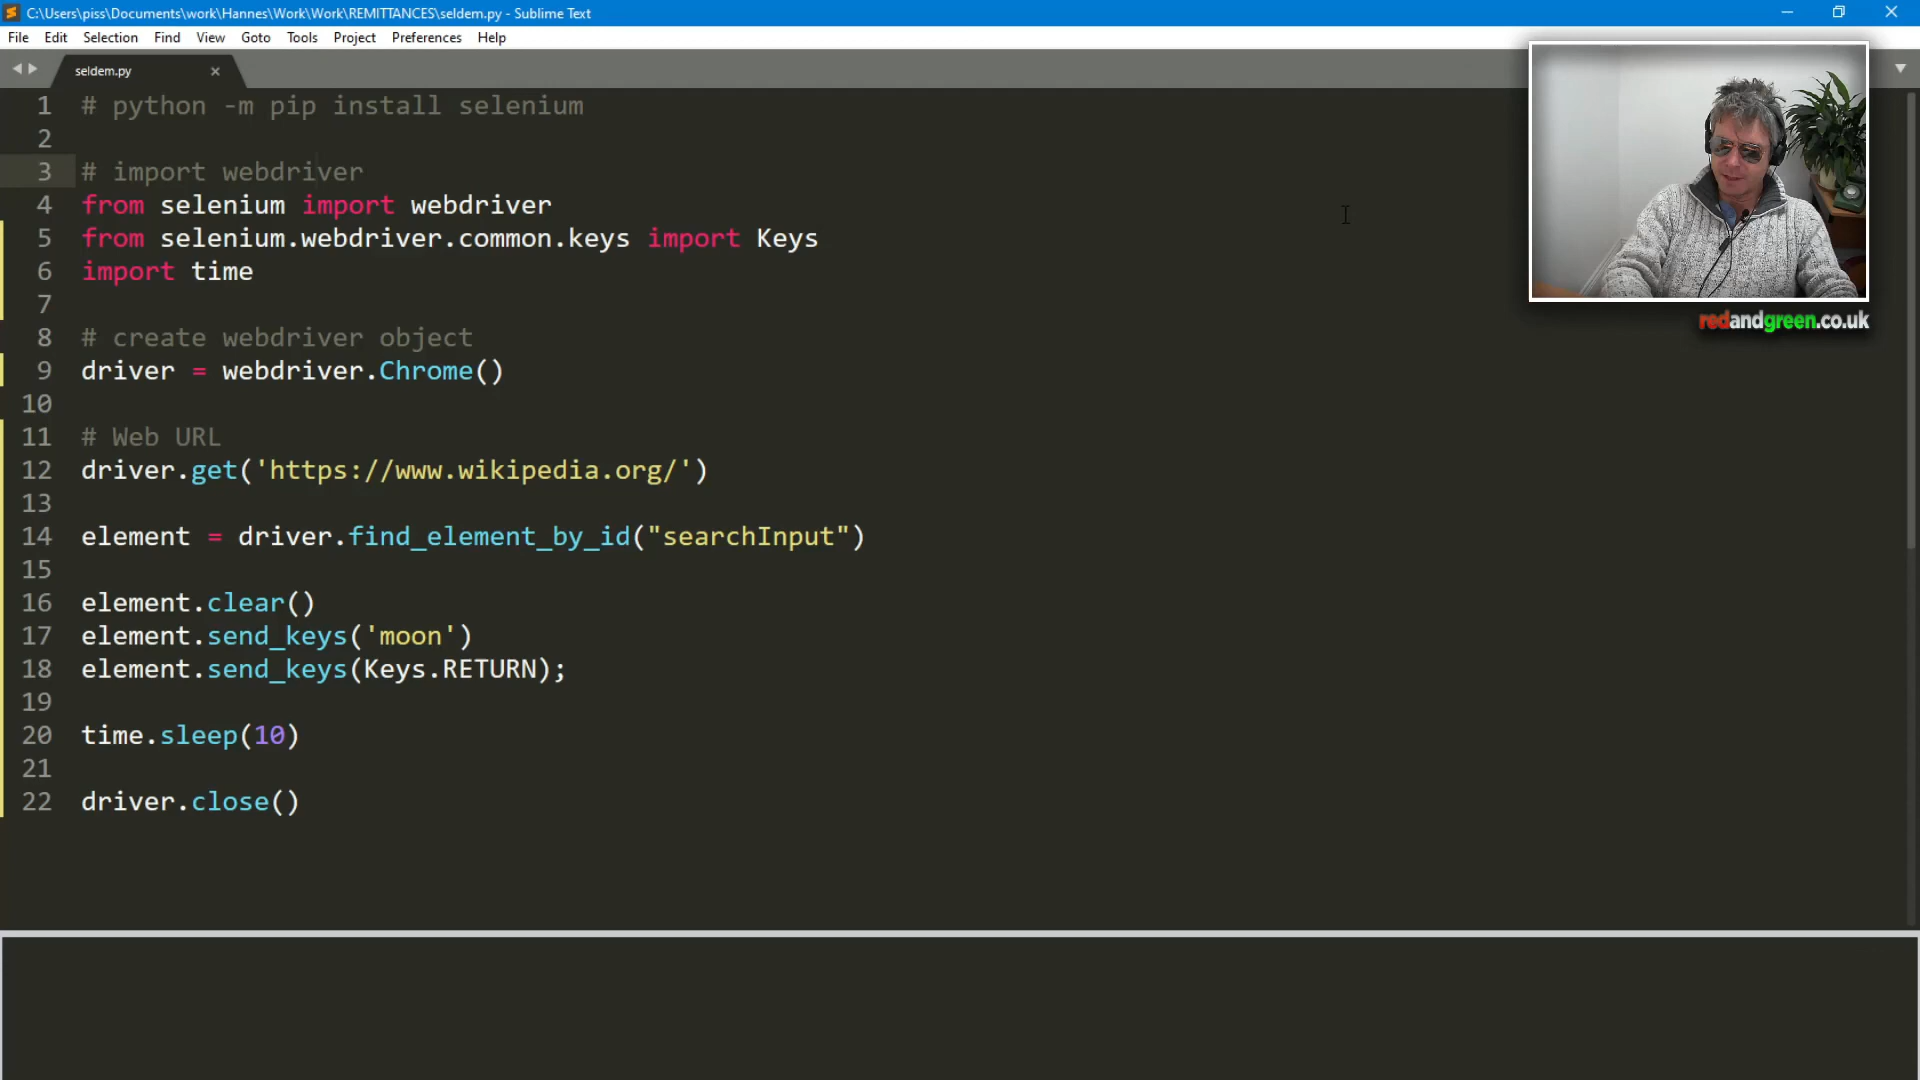 C:\Users\piss\Documents\work\Hannes\Work\Work\REMITTANCES\seldem.py - Sublime Text
File Edit Selection Find View Goto Tools Project Preferences Help
seldem.py
1 # python -m pip install selenium
2
3 # import webdriver
4 from selenium import webdriver
5 from selenium.webdriver.common.keys import Keys
6 import time
7
8 # create webdriver object
9 driver = webdriver.Chrome()
10
11 # Web URL
12 driver.get('https://www.wikipedia.org/')
13
14 element = driver.find_element_by_id("searchInput")
15
16 element.clear()
17 element.send_keys('moon')
18 element.send_keys(Keys.RETURN);
19
20 time.sleep(10)
21
22 driver.close()
redandgreen.co.uk